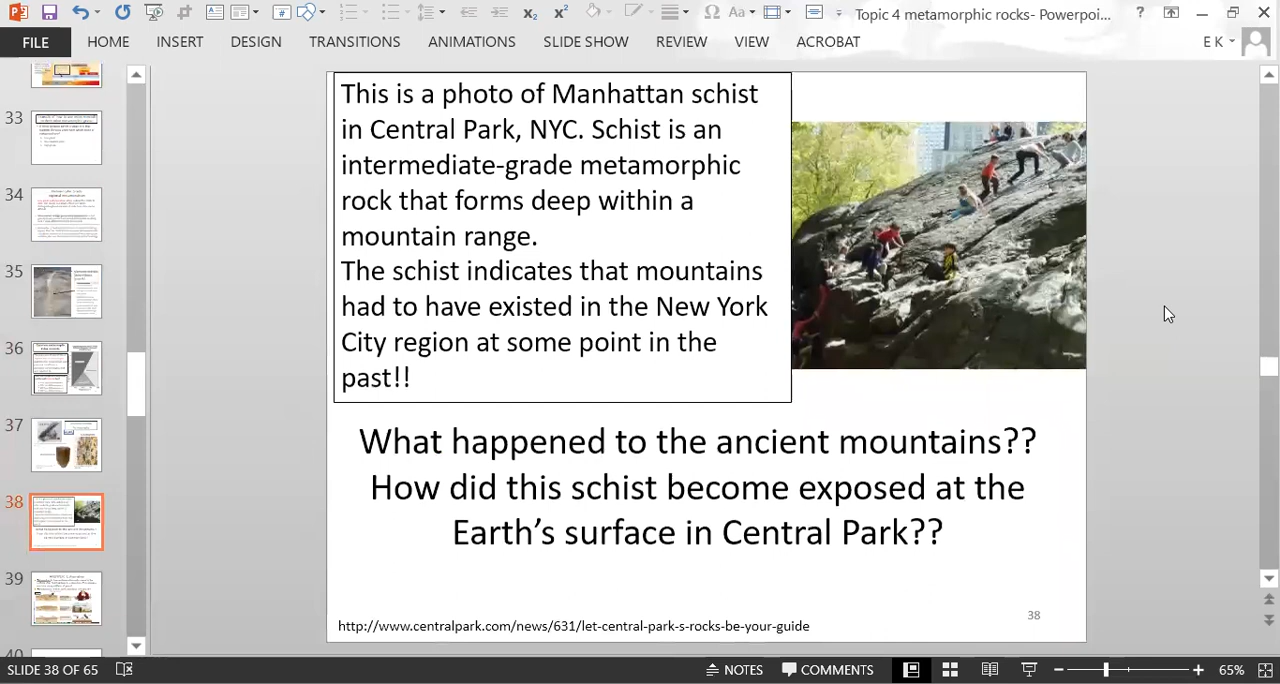 Topic 4 metamorphic rocks- Powerpoi...
FILE
HOME
INSERT
DESIGN
TRANSITIONS
ANIMATIONS
SLIDE SHOW
REVIEW
VIEW
ACROBAT
E K
33
34
35
36
37
38
39
This is a photo of Manhattan schist
in Central Park, NYC. Schist is an
intermediate-grade metamorphic
rock that forms deep within a
mountain range.
The schist indicates that mountains
had to have existed in the New York
City region at some point in the
past!!
What happened to the ancient mountains??
How did this schist become exposed at the
Earth’s surface in Central Park??
38
http://www.centralpark.com/news/631/let-central-park-s-rocks-be-your-guide
SLIDE 38 OF 65
NOTES
COMMENTS
65%